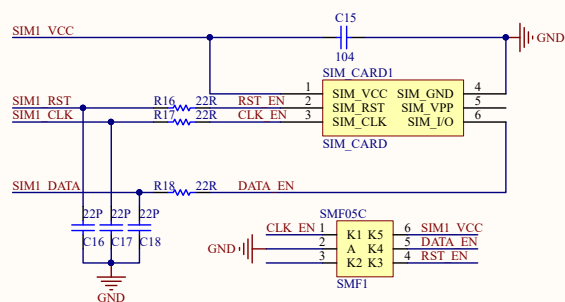 C15
SIM1_VCC
GND
104
SIM_CARD1
1 SIM_VCC SIM_GND 4
SIM1_RST R16 22R RST_EN 2 SIM_RST SIM_VPP 5
SIM1_CLK R17 22R CLK_EN 3 SIM_CLK SIM_I/O 6
SIM_CARD
SIM1_DATA R18 22R DATA_EN
22P 22P 22P
C16 C17 C18
GND
SMF05C
CLK_EN 1 K1 K5 6 SIM1_VCC
GND 2 A K4 5 DATA_EN
3 K2 K3 4 RST_EN
SMF1